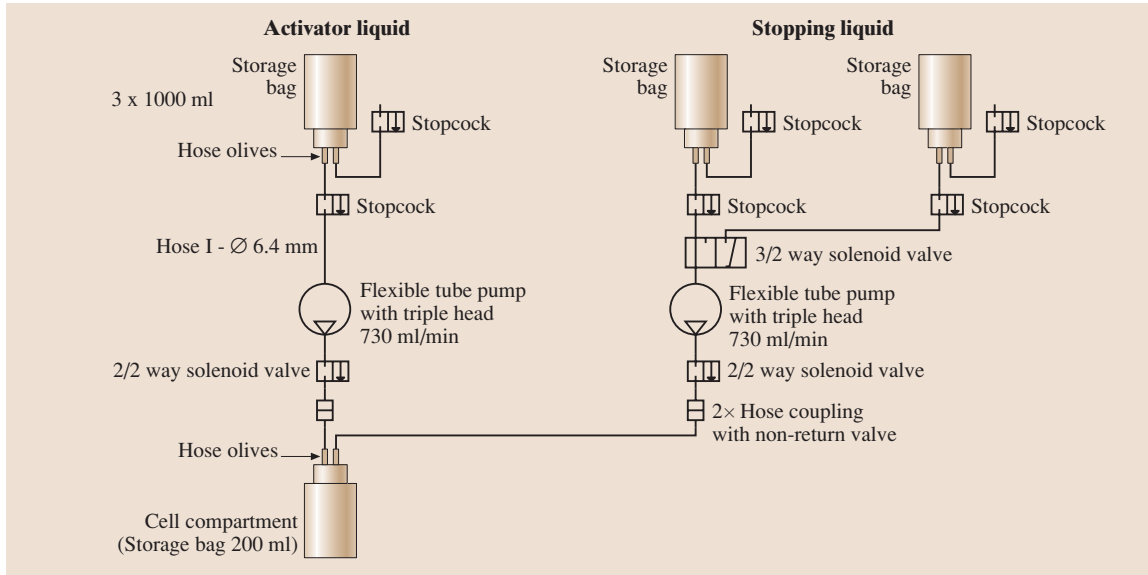 Activator liquid
Stopping liquid
Storage
bag
Storage
bag
Storage
bag
3 x 1000 ml
Stopcock
Stopcock
Stopcock
Hose olives
Stopcock
Stopcock
Stopcock
Hose I - ∅ 6.4 mm
3/2 way solenoid valve
Flexible tube pump
with triple head
730 ml/min
Flexible tube pump
with triple head
730 ml/min
2/2 way solenoid valve
2/2 way solenoid valve
2× Hose coupling
with non-return valve
Hose olives
Cell compartment
(Storage bag 200 ml)